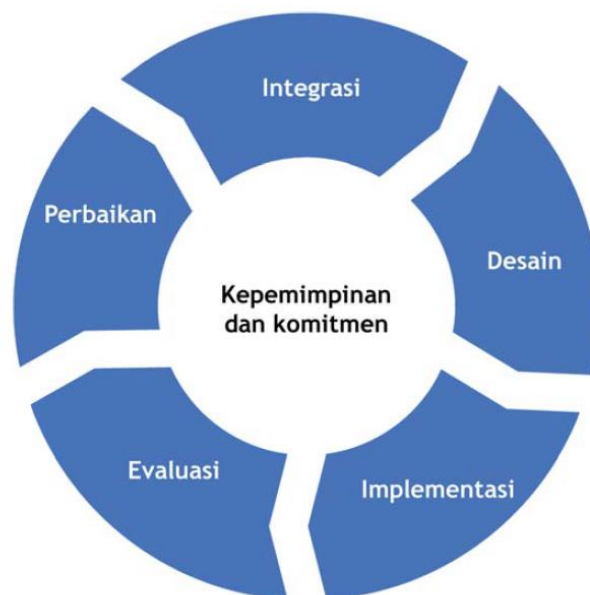 Integrasi
Perbaikan
Desain
Kepemimpinan
dan komitmen
Evaluasi
Implementasi